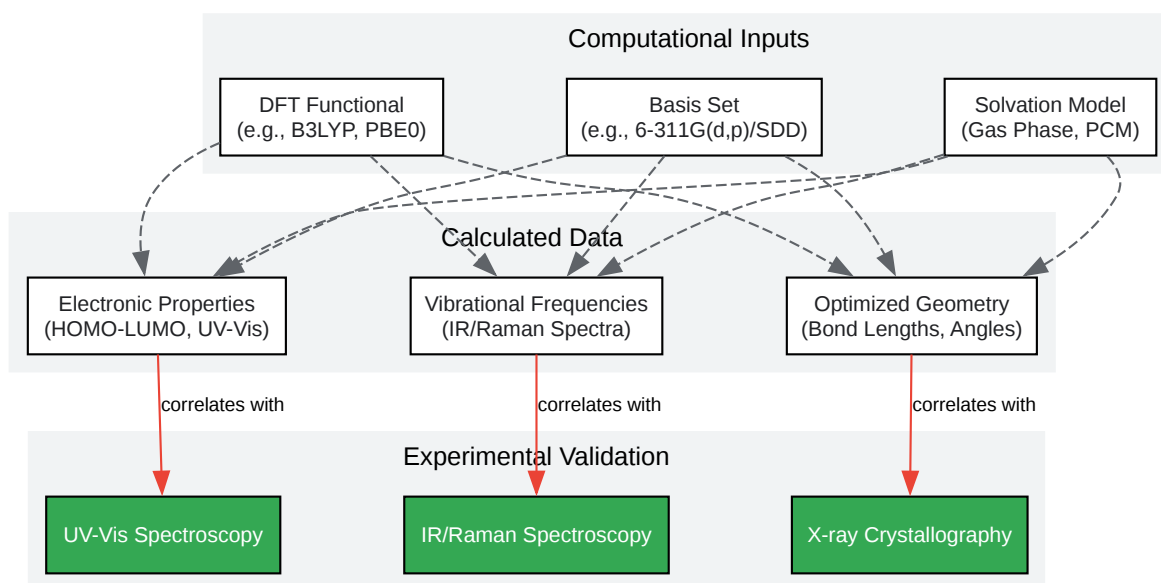 Computational Inputs
DFT Functional
(e.g., B3LYP, PBE0)
Basis Set
(e.g., 6-311G(d,p)/SDD)
Solvation Model
(Gas Phase, PCM)
Calculated Data
Electronic Properties
(HOMO-LUMO, UV-Vis)
Vibrational Frequencies
(IR/Raman Spectra)
Optimized Geometry
(Bond Lengths, Angles)
correlates with
correlates with
correlates with
Experimental Validation
UV-Vis Spectroscopy
IR/Raman Spectroscopy
X-ray Crystallography